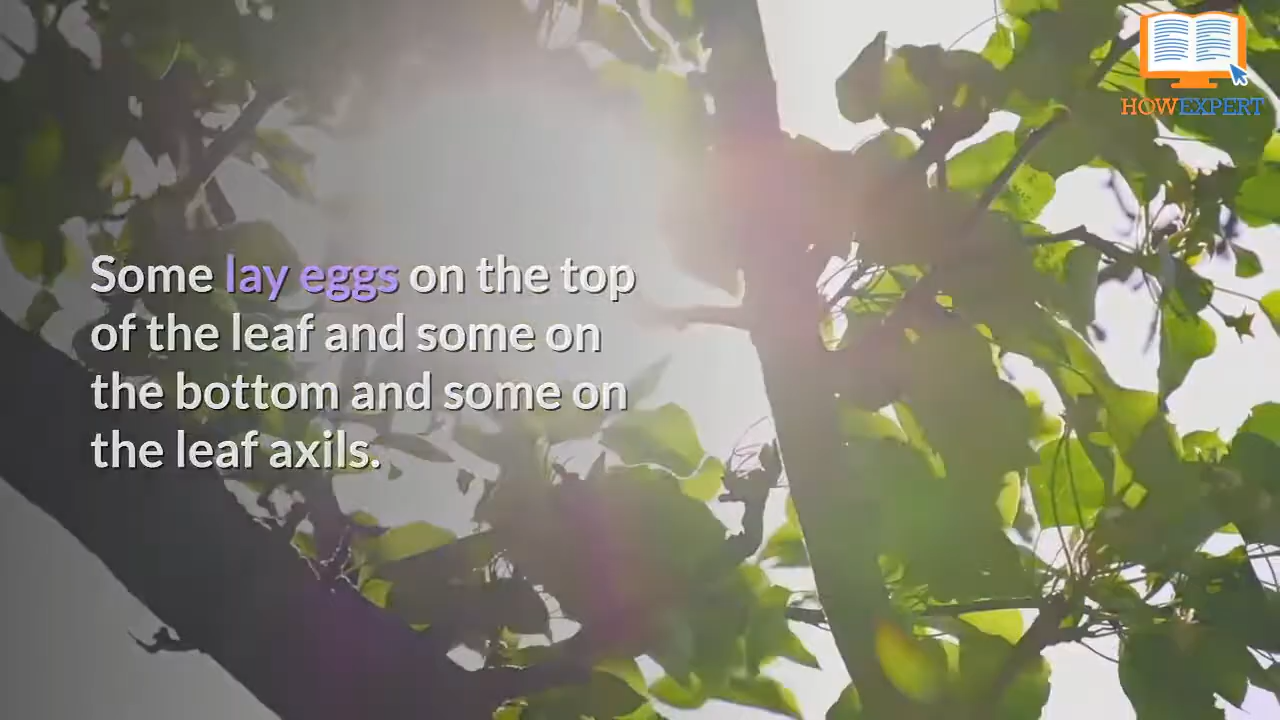 HOWEXPERT
Some lay eggs on the top
of the leaf and some on
the bottom and some on
the leaf axils.